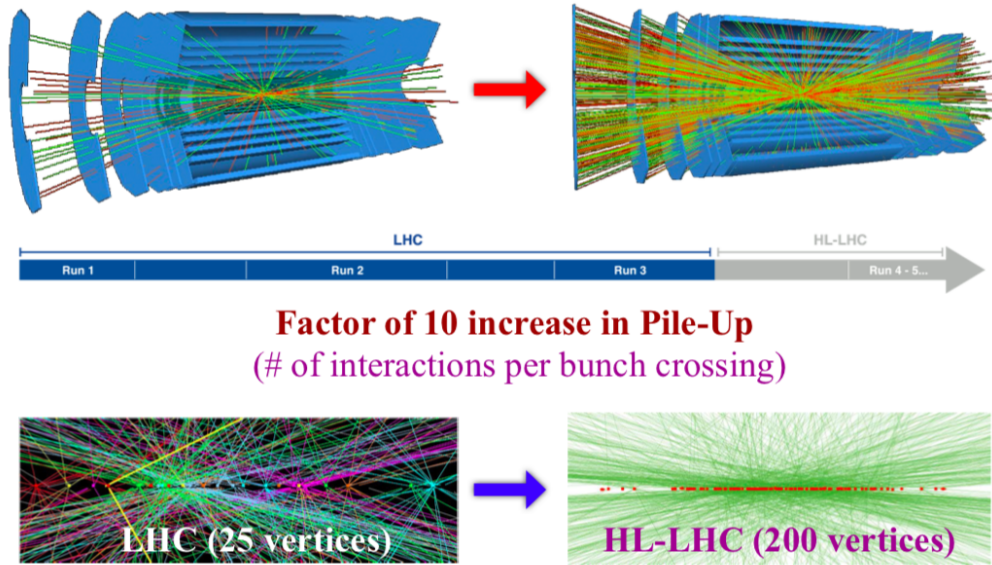 LHC
HL-LHC
Run 1
Run 2
Run 3
Run 4 - 5...
Factor of 10 increase in Pile-Up
(# of interactions per bunch crossing)
LHC (25 vertices)
HL-LHC (200 vertices)